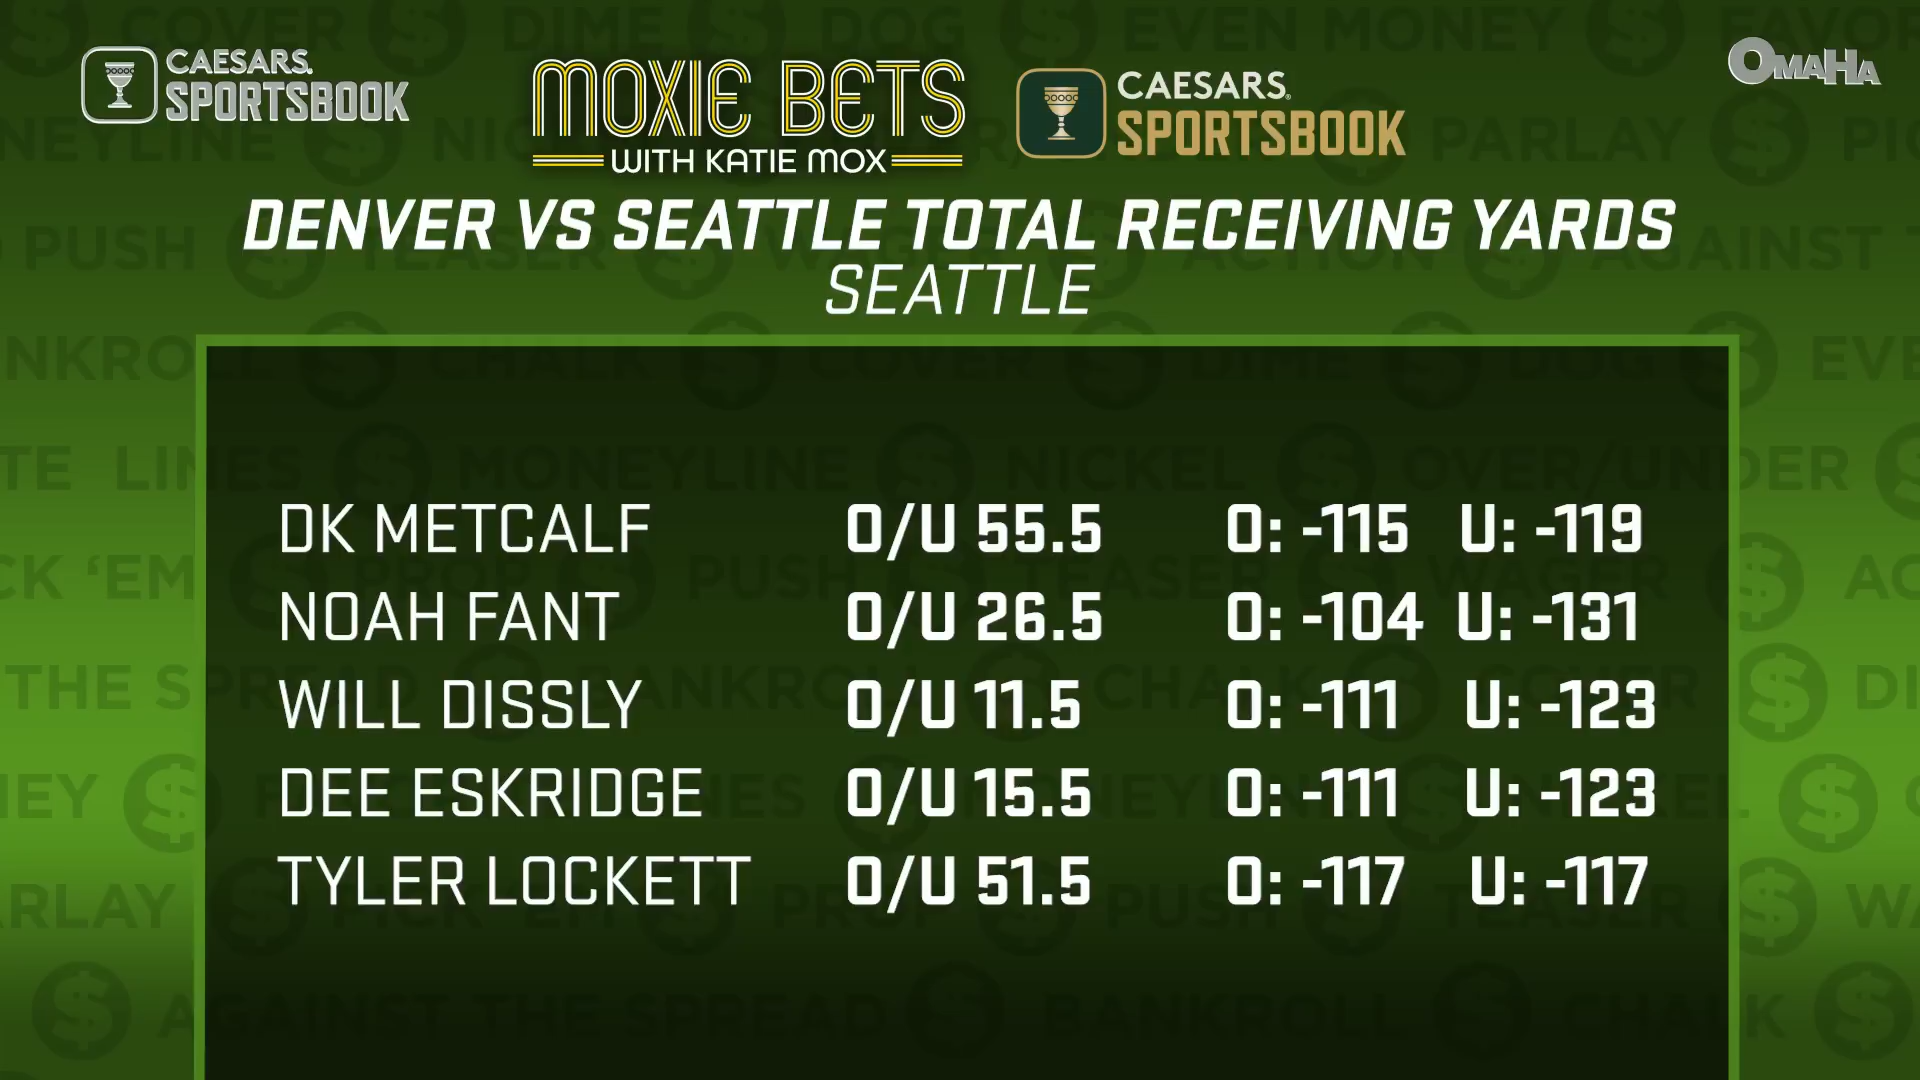 CAESARS
SPORTSBOOK
MOXIE BETS
WITH KATIE MOX
CAESARS
SPORTSBOOK
OMAHA
DENVER VS SEATTLE TOTAL RECEIVING YARDS
SEATTLE
DK METCALF O/U 55.5 O: -115 U: -119
NOAH FANT O/U 26.5 O: -104 U: -131
WILL DISSLY O/U 11.5 O: -111 U: -123
DEE ESKRIDGE O/U 15.5 O: -111 U: -123
TYLER LOCKETT O/U 51.5 O: -117 U: -117